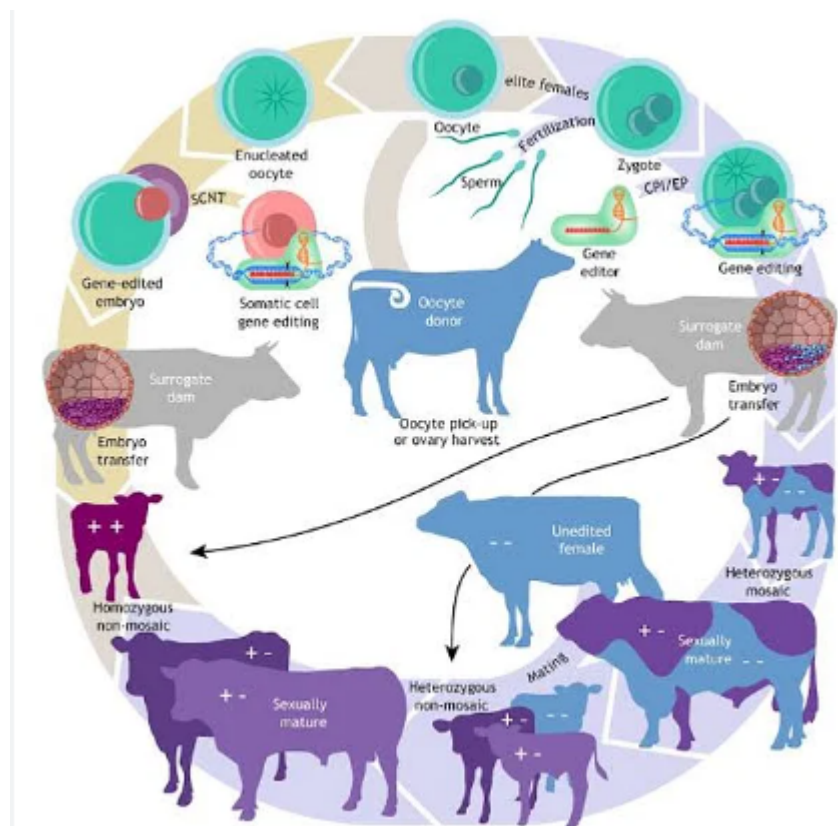 Oocyte
elite females
Fertilization
Sperm
Zygote
CPI/EP
Gene
editor
Gene editing
Enucleated
oocyte
SCNT
Gene-edited
embryo
Somatic cell
gene editing
Oocyte
donor
Oocyte pick-up
or ovary harvest
Surrogate
dam
Embryo
transfer
Surrogate
dam
Embryo
transfer
+ +
Homozygous
non-mosaic
- -
Unedited
female
+ -
- -
Heterozygous
mosaic
+ -
Sexually
mature
- -
Mating
Heterozygous
non-mosaic
+ -
- -
+ -
+ -
+ -
Sexually
mature